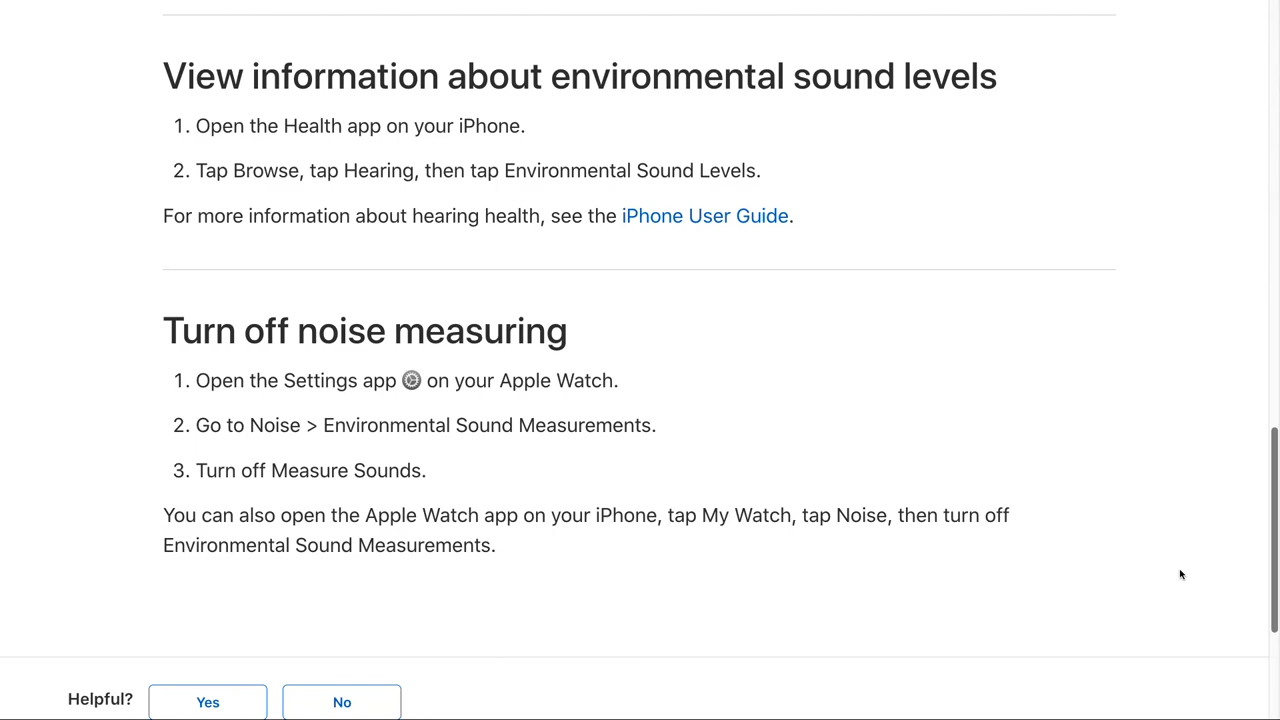 View information about environmental sound levels
1. Open the Health app on your iPhone.
2. Tap Browse, tap Hearing, then tap Environmental Sound Levels.
For more information about hearing health, see the iPhone User Guide.
Turn off noise measuring
1. Open the Settings app on your Apple Watch.
2. Go to Noise > Environmental Sound Measurements.
3. Turn off Measure Sounds.
You can also open the Apple Watch app on your iPhone, tap My Watch, tap Noise, then turn off
Environmental Sound Measurements.
Helpful? Yes No